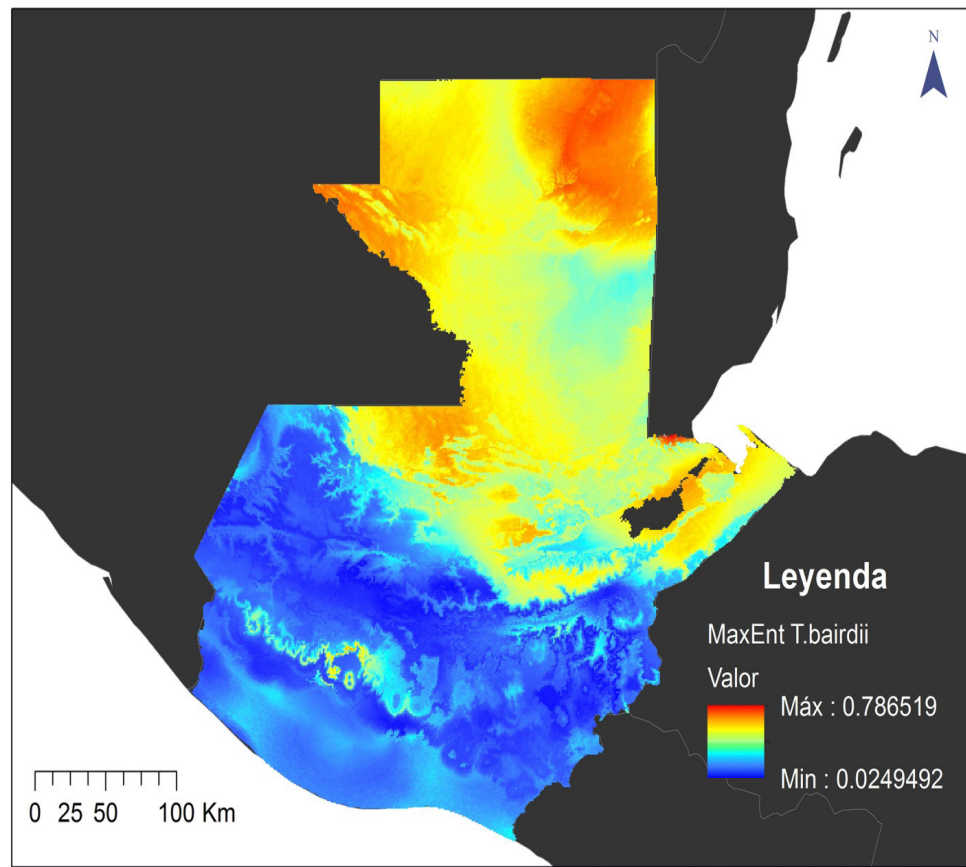 N
Leyenda
MaxEnt T.bairdii
Valor
Máx : 0.786519
Min : 0.0249492
0 25 50 100 Km